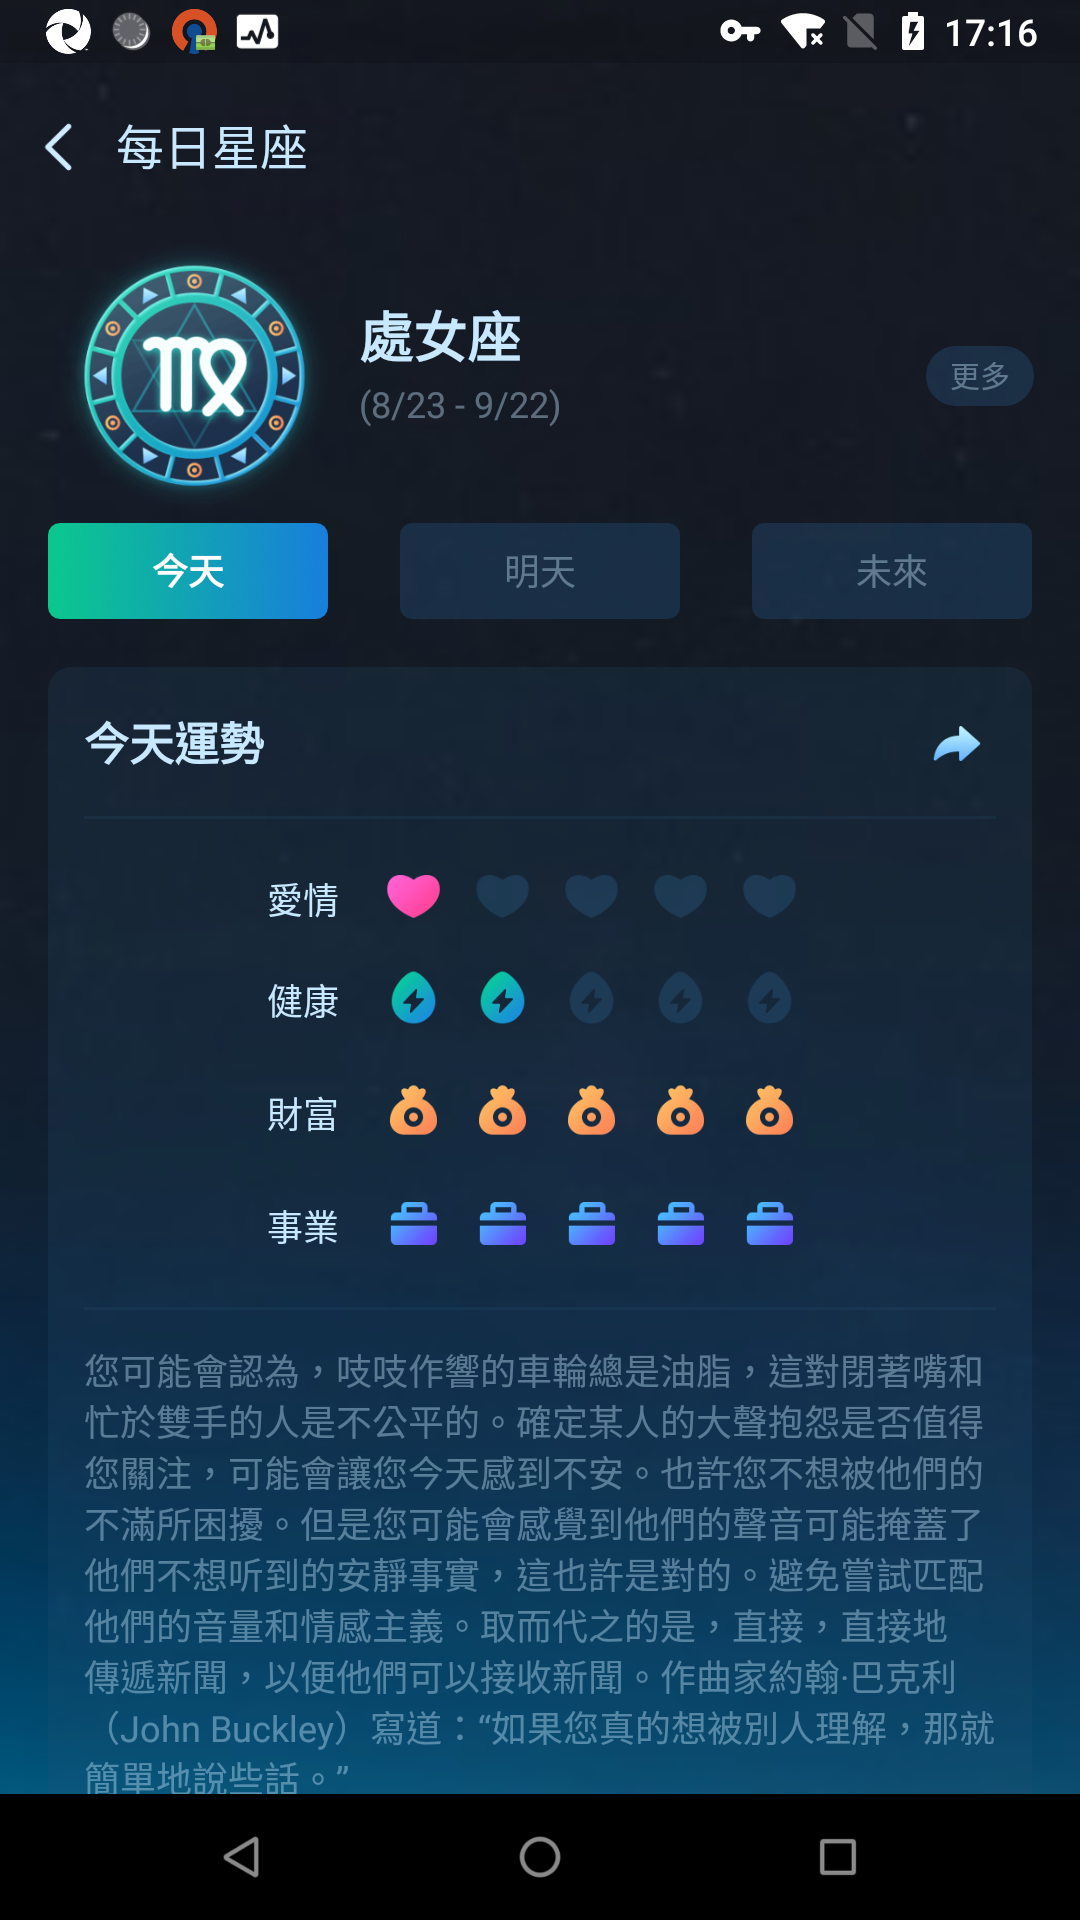 17:16
每日星座
處女座
(8/23 - 9/22)
更多
今天
明天
未來
今天運勢
愛情
健康
財富
事業
您可能會認為，吱吱作響的車輪總是油脂，這對閉著嘴和
忙於雙手的人是不公平的。確定某人的大聲抱怨是否值得
您關注，可能會讓您今天感到不安。也許您不想被他們的
不滿所困擾。但是您可能會感覺到他們的聲音可能掩蓋了
他們不想听到的安靜事實，這也許是對的。避免嘗試匹配
他們的音量和情感主義。取而代之的是，直接，直接地
傳遞新聞，以便他們可以接收新聞。作曲家約翰·巴克利
（John Buckley）寫道：“如果您真的想被別人理解，那就
簡單地說些話。”